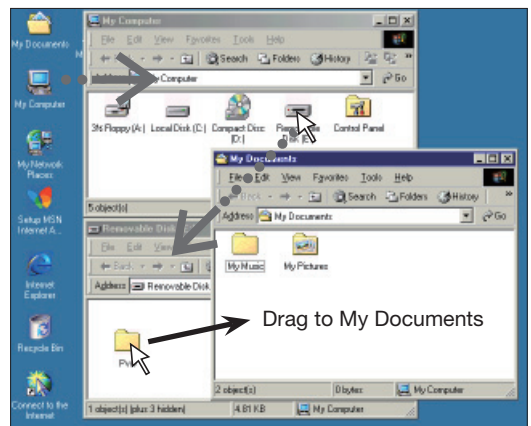 My Documents
My Computer
My Network
Places
Setup MSN
Internet A...
Internet
Explorer
Recycle Bin
Connect to the
Internet
My Computer
File Edit View Favorites Tools Help
Search Folders History
My Computer
Go
3½ Floppy (A:) Local Disk (C:) Compact Disc
(D:)
Control Panel
5 object(s)
My Documents
File Edit View Favorites Tools Help
Back Search Folders History
Address My Documents Go
My Music My Pictures
2 object(s) 0 bytes My Computer
Removable Disk
File Edit View
Back
Address Removable Disk
Drag to My Documents
1 object(s) (plus 3 hidden) 4.81 KB My Computer